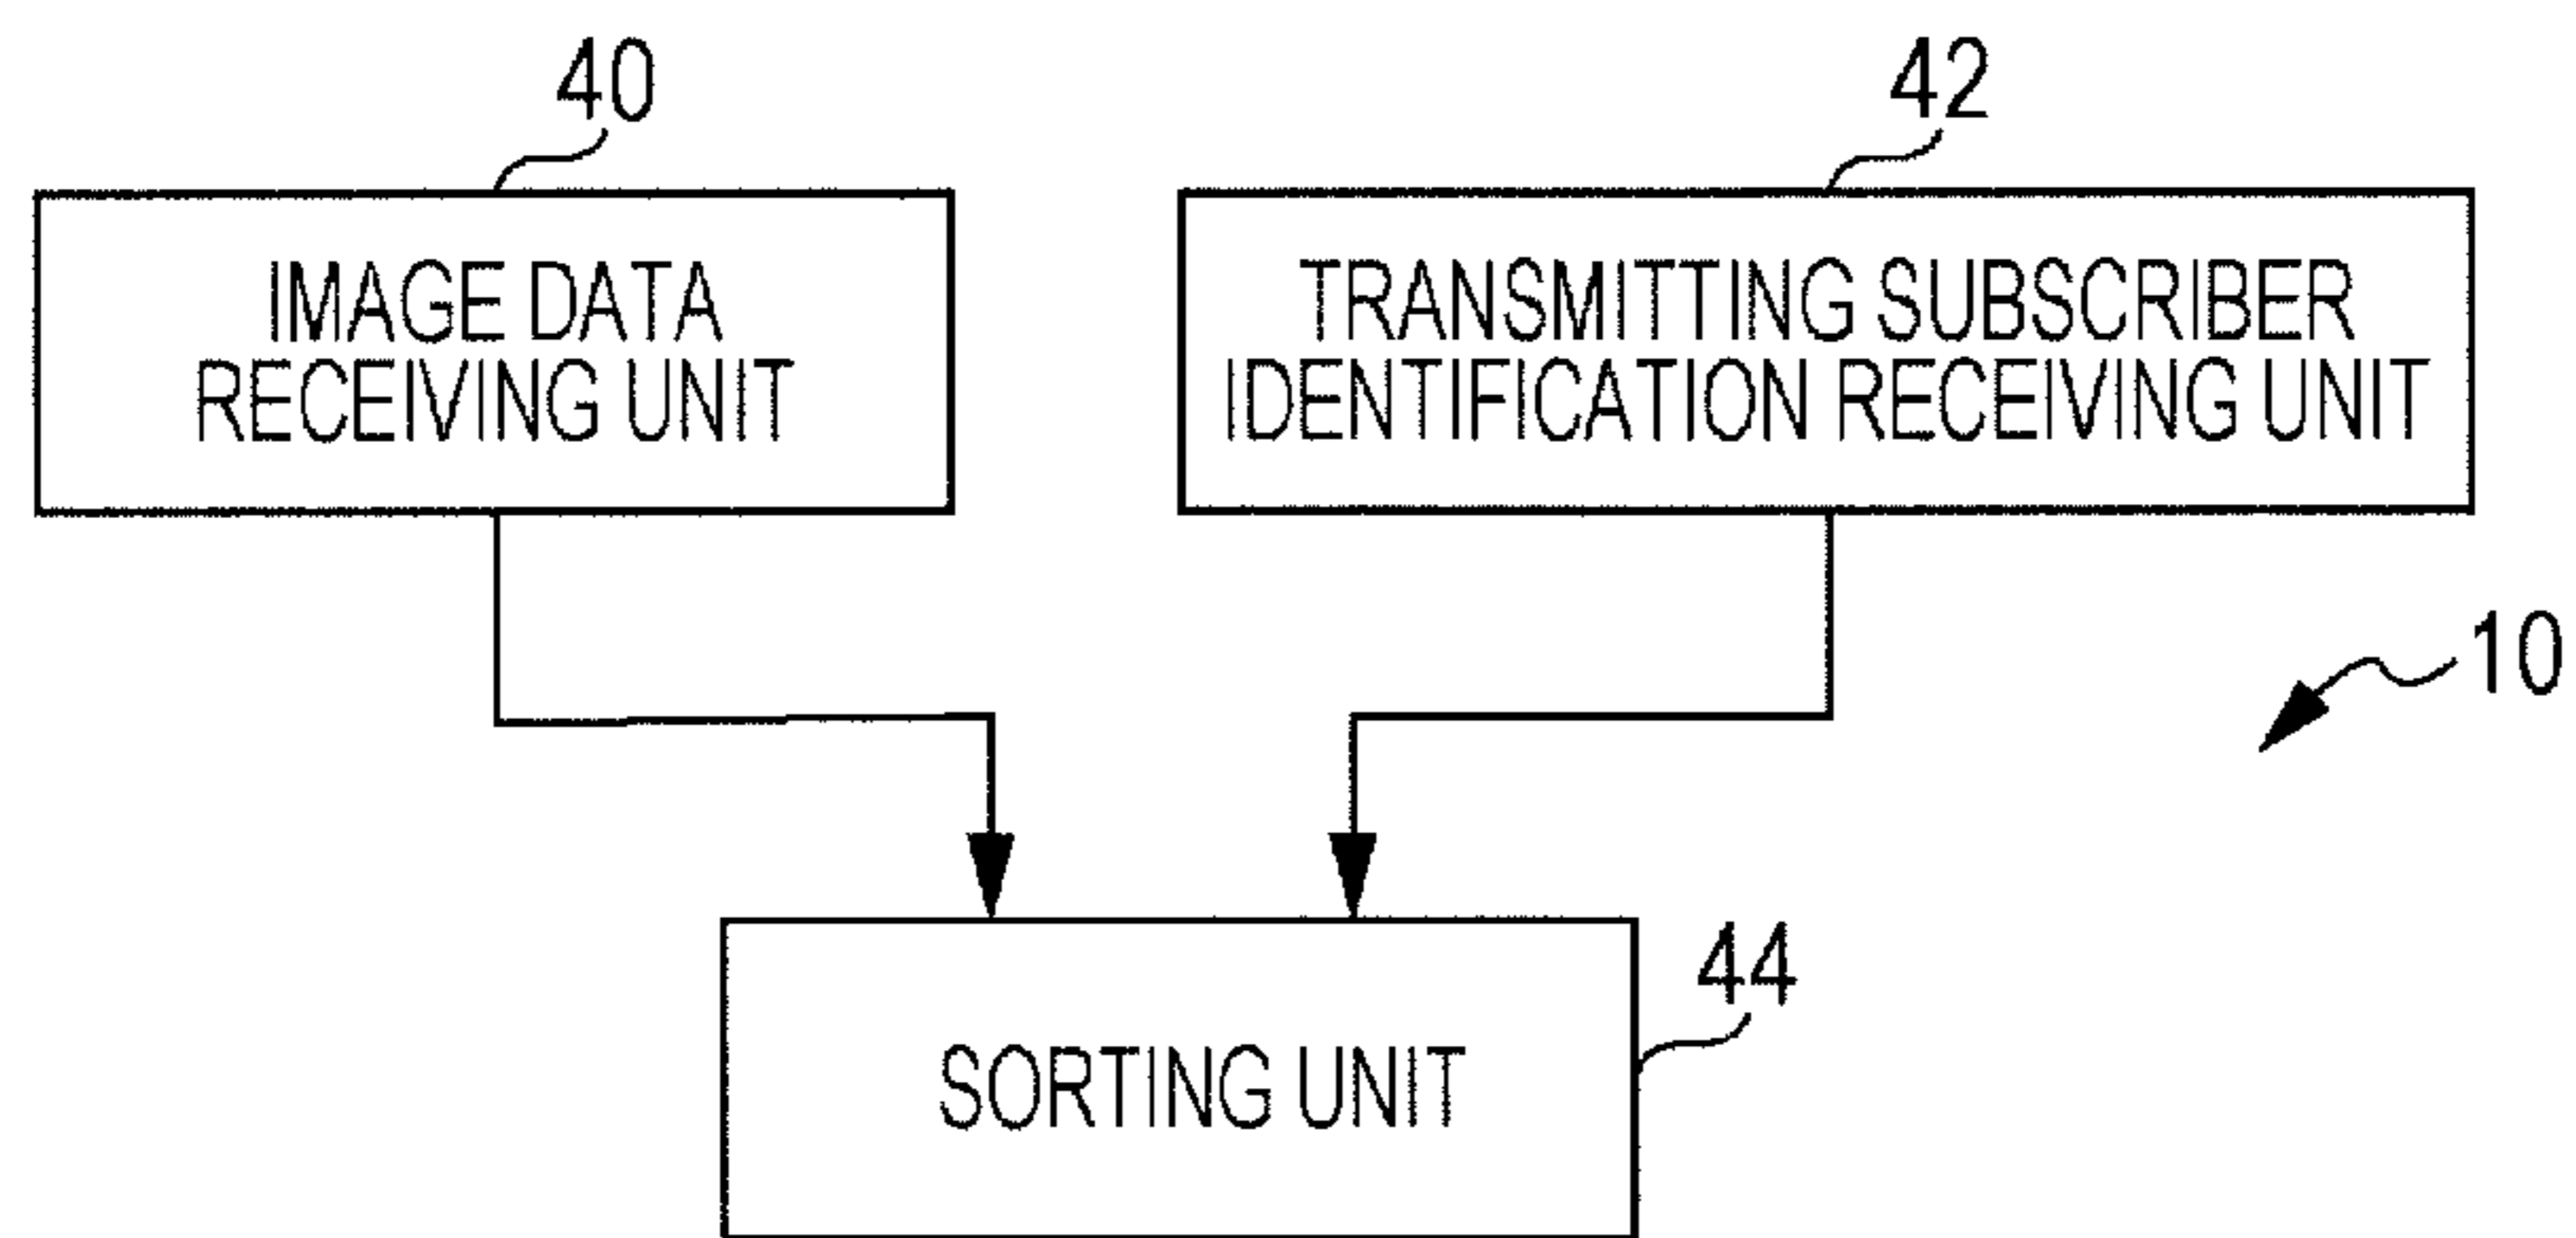 40
42
IMAGE DATA
RECEIVING UNIT
TRANSMITTING SUBSCRIBER
IDENTIFICATION RECEIVING UNIT
10
44
SORTING UNIT